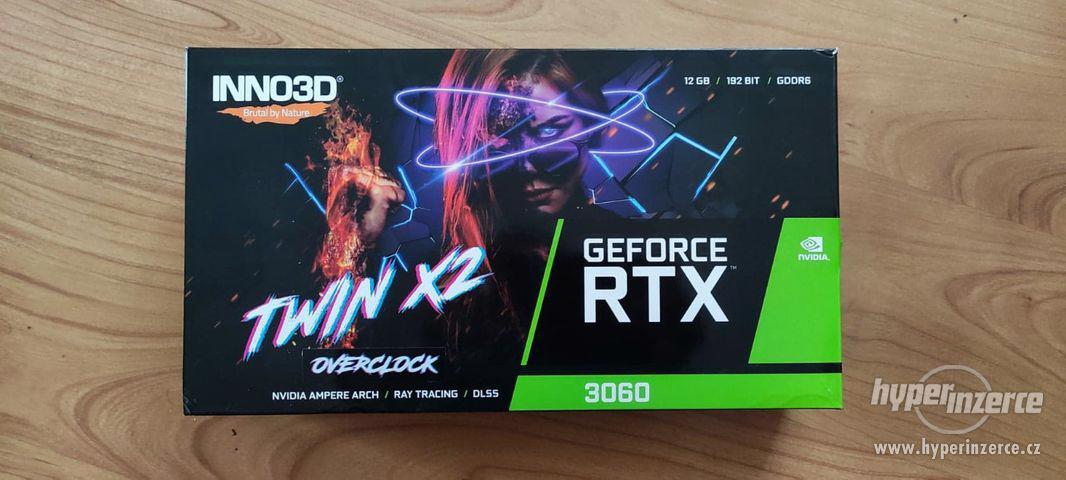 INNO3D®
Brutal by Nature.
12 GB / 192 BIT / GDDR6
GEFORCE
RTX™
NVIDIA.
TWIN X2
OVERCLOCK
NVIDIA AMPERE ARCH / RAY TRACING / DLSS
3060
hyperinzerce
www.hyperinzerce.cz